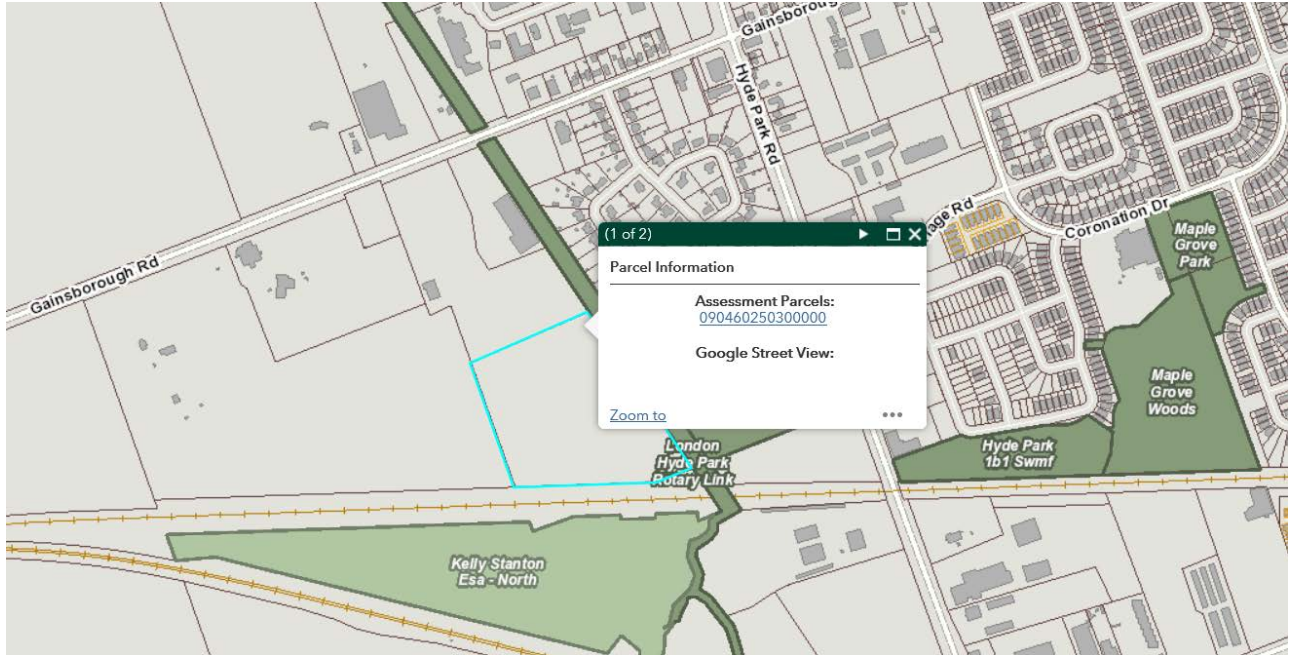 Gainsboroug
Hyde Park Rd
(1 of 2)
Parcel Information
Assessment Parcels:
090460250300000
Google Street View:
Zoom to
age Rd
Coronation Dr
Maple
Grove
Park
Gainsborough Rd
Maple
Grove
Woods
London
Hyde Park
Rotary Link
Hyde Park
1b1 Swmf
Kelly Stanton
Esa - North